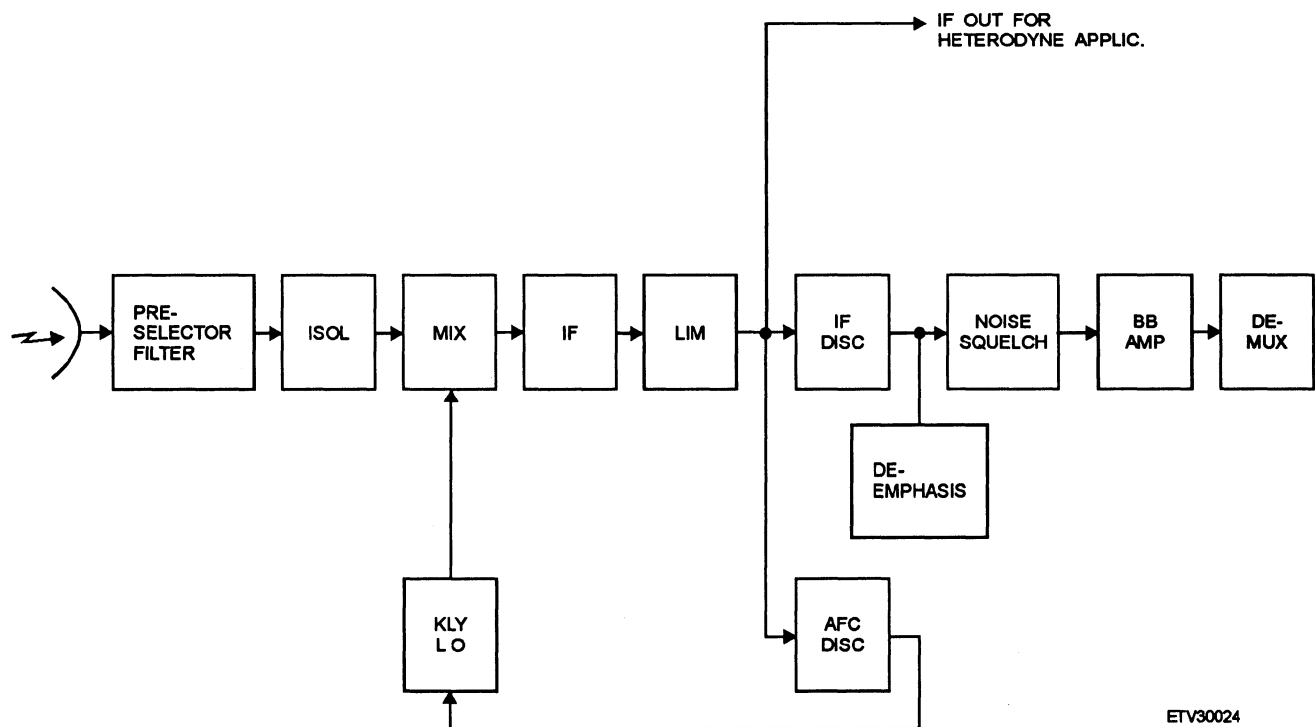 IF OUT FOR
HETERODYNE APPLIC.
PRE-
SELECTOR
FILTER
ISOL
MIX
IF
LIM
IF
DISC
NOISE
SQUELCH
BB
AMP
DE-
MUX
DE-
EMPHASIS
KLY
L O
AFC
DISC
ETV30024